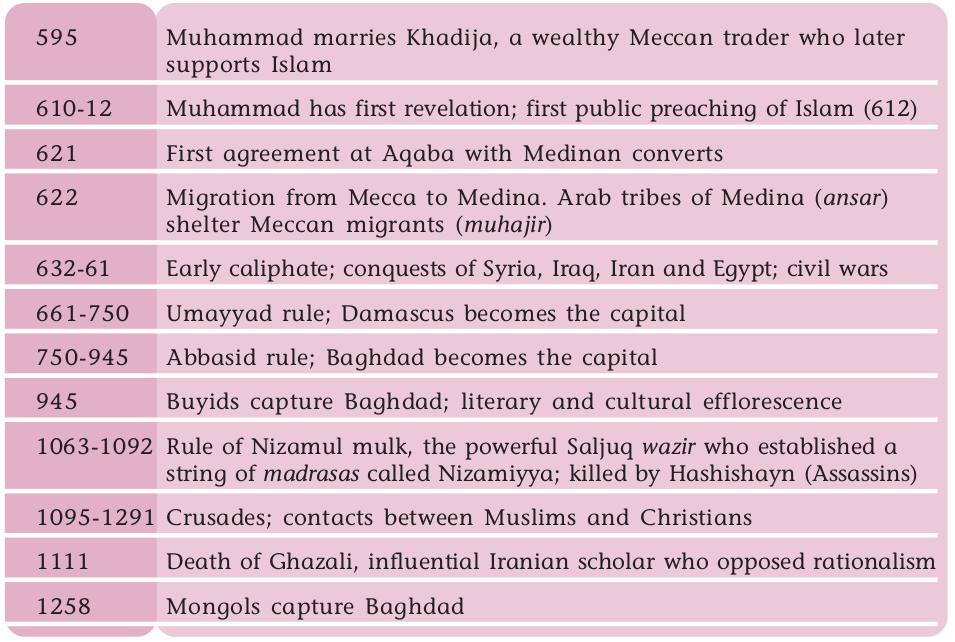 595 Muhammad marries Khadija, a wealthy Meccan trader who later
supports Islam
610-12 Muhammad has first revelation; first public preaching of Islam (612)
621 First agreement at Aqaba with Medinan converts
622 Migration from Mecca to Medina. Arab tribes of Medina (ansar)
shelter Meccan migrants (muhajir)
632-61 Early caliphate; conquests of Syria, Iraq, Iran and Egypt; civil wars
661-750 Umayyad rule; Damascus becomes the capital
750-945 Abbasid rule; Baghdad becomes the capital
945 Buyids capture Baghdad; literary and cultural efflorescence
1063-1092 Rule of Nizamul mulk, the powerful Saljuq wazir who established a
string of madrasas called Nizamiyya; killed by Hashishayn (Assassins)
1095-1291 Crusades; contacts between Muslims and Christians
1111 Death of Ghazali, influential Iranian scholar who opposed rationalism
1258 Mongols capture Baghdad